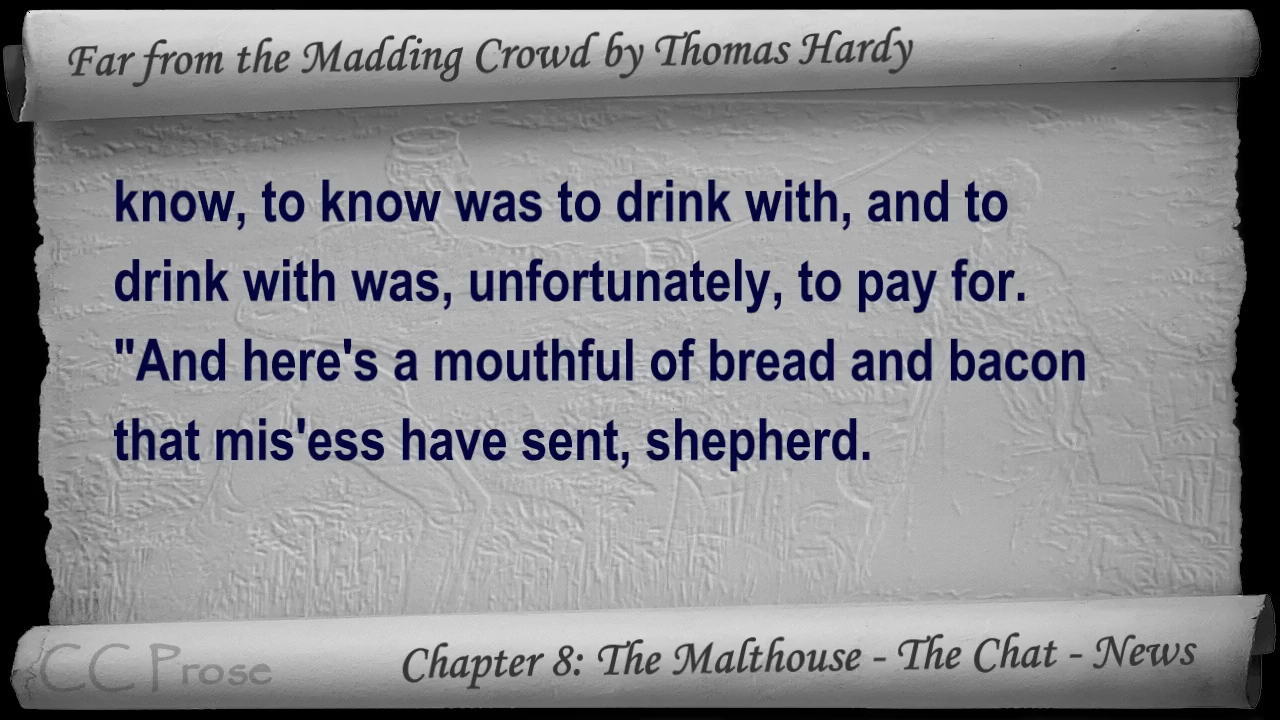 Far from the Madding Crowd by Thomas Hardy
know, to know was to drink with, and to
drink with was, unfortunately, to pay for.
"And here's a mouthful of bread and bacon
that mis'ess have sent, shepherd.
CC Prose
Chapter 8: The Malthouse - The Chat - News